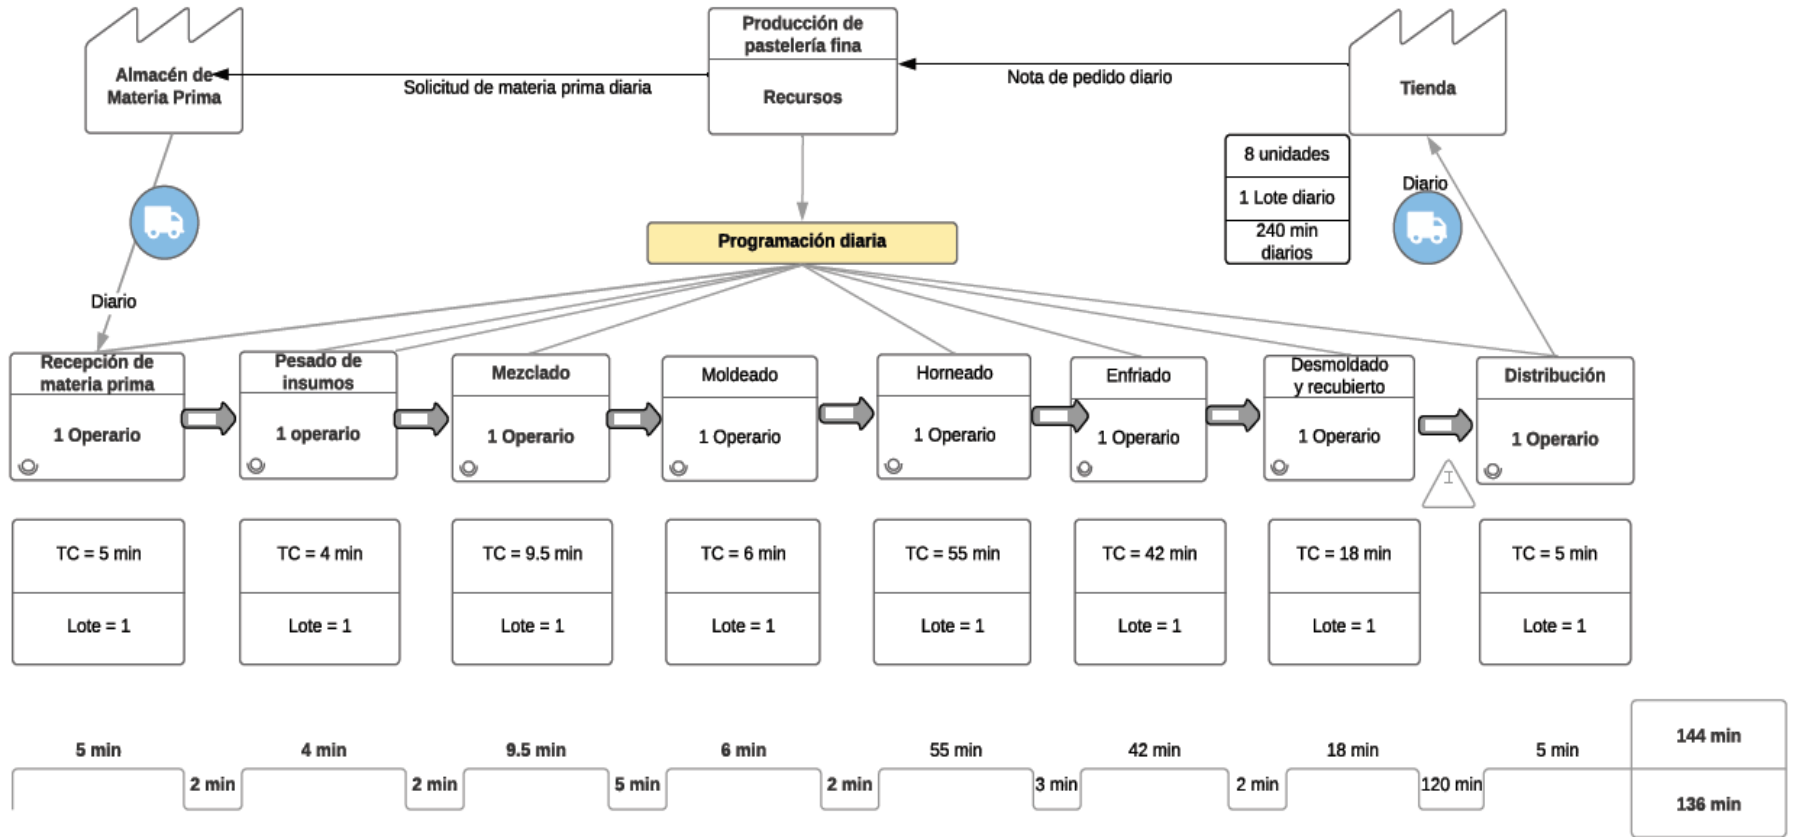 Almacén de
Materia Prima
Solicitud de materia prima diaria
Producción de
pastelería fina
Recursos
Nota de pedido diario
Tienda
8 unidades
1 Lote diario
240 min
diarios
Diario
Diario
Programación diaria
Recepción de
materia prima
1 Operario
Pesado de
insumos
1 operario
Mezclado
1 Operario
Moldeado
1 Operario
Horneado
1 Operario
Enfriado
1 Operario
Desmoldado
y recubierto
1 Operario
I
Distribución
1 Operario
TC = 5 min
Lote = 1
TC = 4 min
Lote = 1
TC = 9.5 min
Lote = 1
TC = 6 min
Lote = 1
TC = 55 min
Lote = 1
TC = 42 min
Lote = 1
TC = 18 min
Lote = 1
TC = 5 min
Lote = 1
5 min
2 min
4 min
2 min
9.5 min
5 min
6 min
2 min
55 min
3 min
42 min
2 min
18 min
120 min
5 min
144 min
136 min